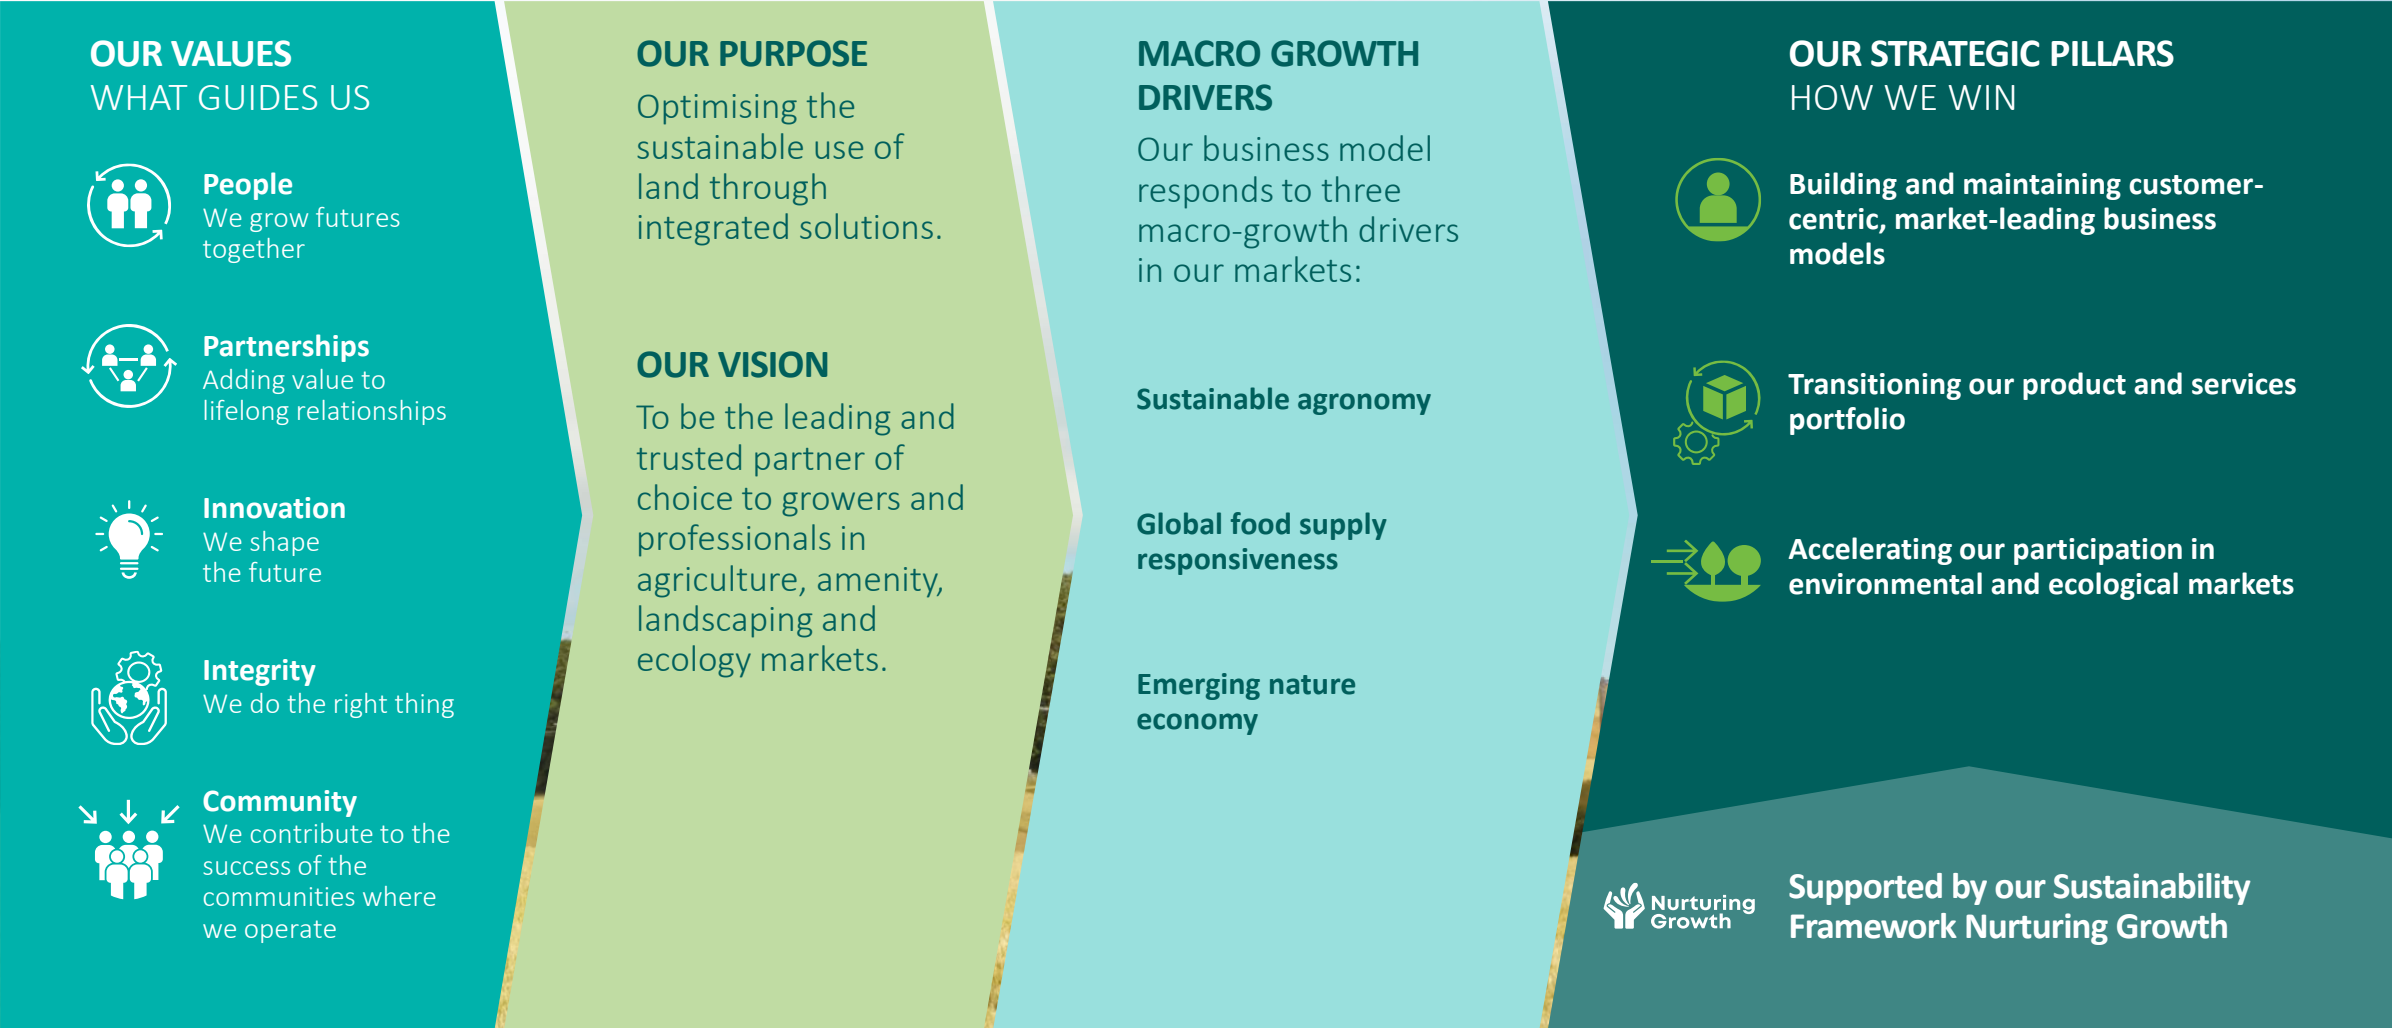 OUR VALUES
WHAT GUIDES US
People
We grow futures
together
Partnerships
Adding value to
lifelong relationships
Innovation
We shape
the future
Integrity
We do the right thing
Community
We contribute to the
success of the
communities where
we operate
OUR PURPOSE
Optimising the
sustainable use of
land through
integrated solutions.
OUR VISION
To be the leading and
trusted partner of
choice to growers and
professionals in
agriculture, amenity,
landscaping and
ecology markets.
MACRO GROWTH
DRIVERS
Our business model
responds to three
macro-growth drivers
in our markets:
Sustainable agronomy
Global food supply
responsiveness
Emerging nature
economy
OUR STRATEGIC PILLARS
HOW WE WIN
Building and maintaining customer-
centric, market-leading business
models
Transitioning our product and services
portfolio
Accelerating our participation in
environmental and ecological markets
Nurturing
Growth
Supported by our Sustainability
Framework Nurturing Growth